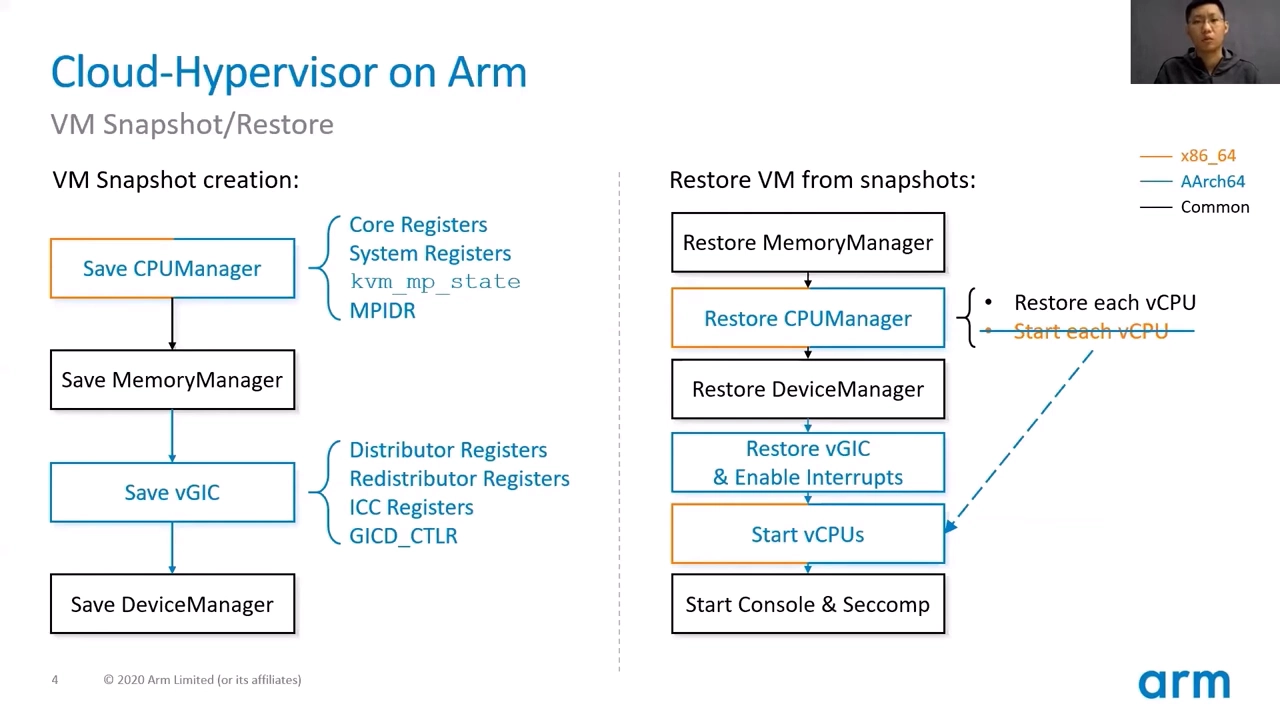 Cloud-Hypervisor on Arm
VM Snapshot/Restore
VM Snapshot creation:
Save CPUManager
Core Registers
System Registers
kvm_mp_state
MPIDR
Save MemoryManager
Save vGIC
Distributor Registers
Redistributor Registers
ICC Registers
GICD_CTLR
Save DeviceManager
Restore VM from snapshots:
x86_64
AArch64
Common
Restore MemoryManager
Restore CPUManager
• Restore each vCPU
• Start each vCPU
Restore DeviceManager
Restore vGIC
& Enable Interrupts
Start vCPUs
Start Console & Seccomp
4
© 2020 Arm Limited (or its affiliates)
arm